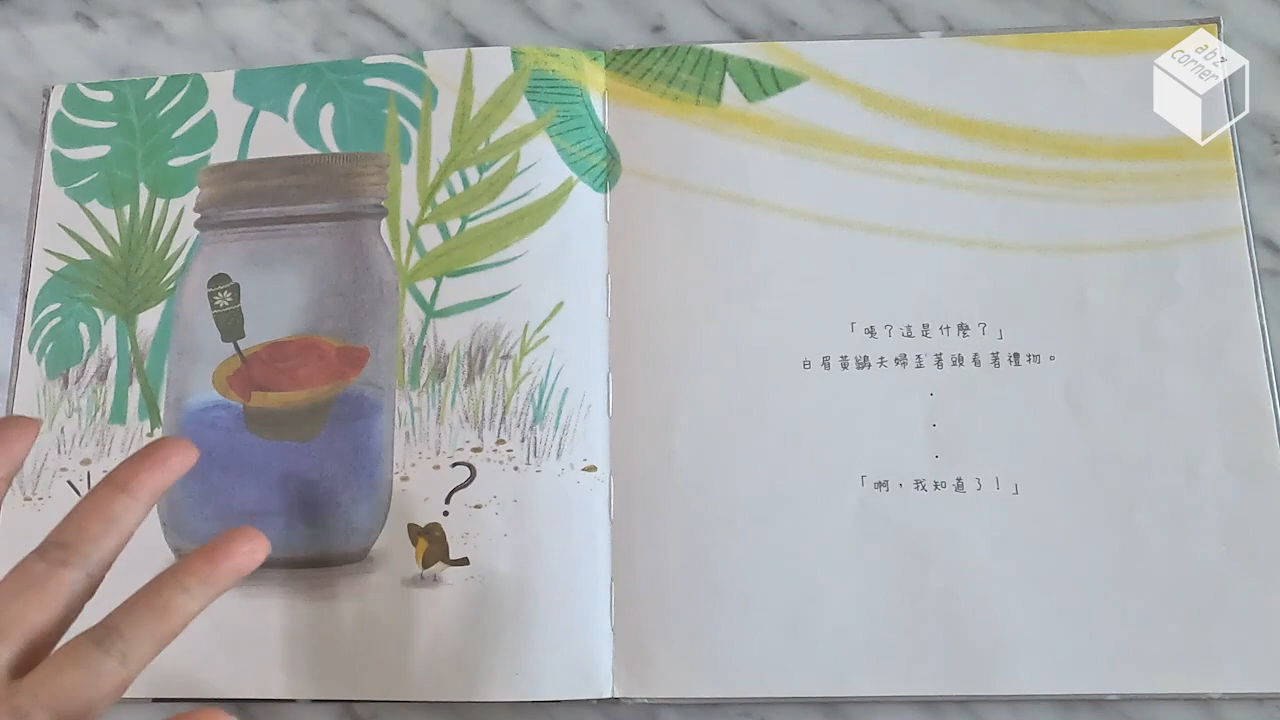 ?
「咦？這是什麼？」
白眉黃鶲夫婦歪著頭看著禮物。
．
．
．
「啊，我知道了！」
abz
corner